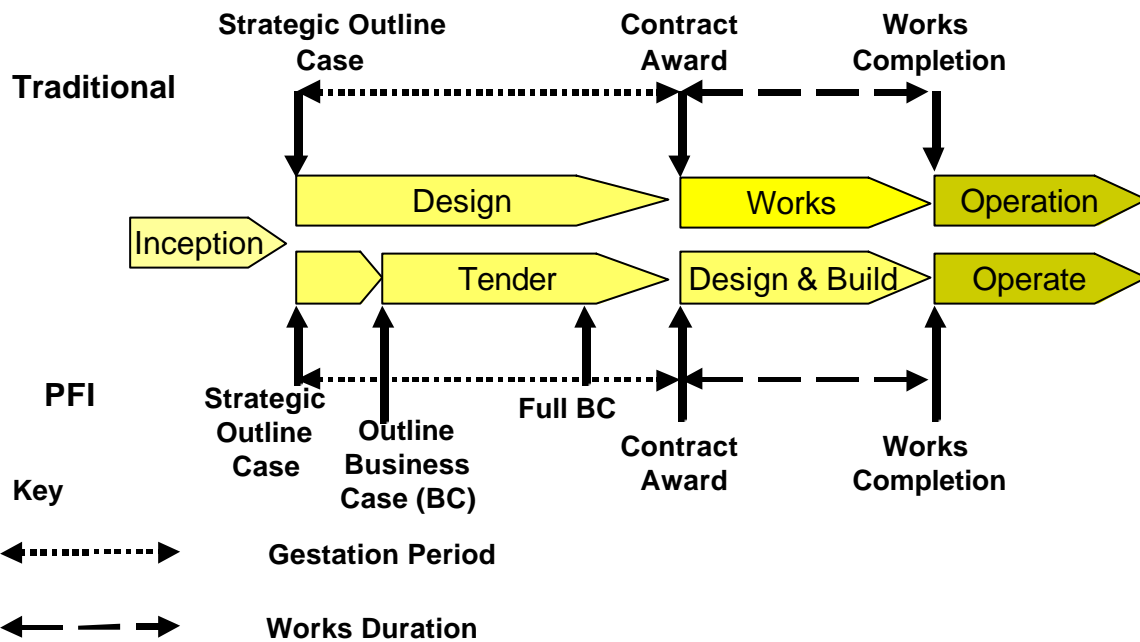 Strategic Outline
Case
Contract
Award
Works
Completion
Traditional
Design
Works
Operation
Inception
Tender
Design & Build
Operate
PFI
Strategic
Outline
Case
Outline
Business
Case (BC)
Full BC
Contract
Award
Works
Completion
Key
Gestation Period
Works Duration